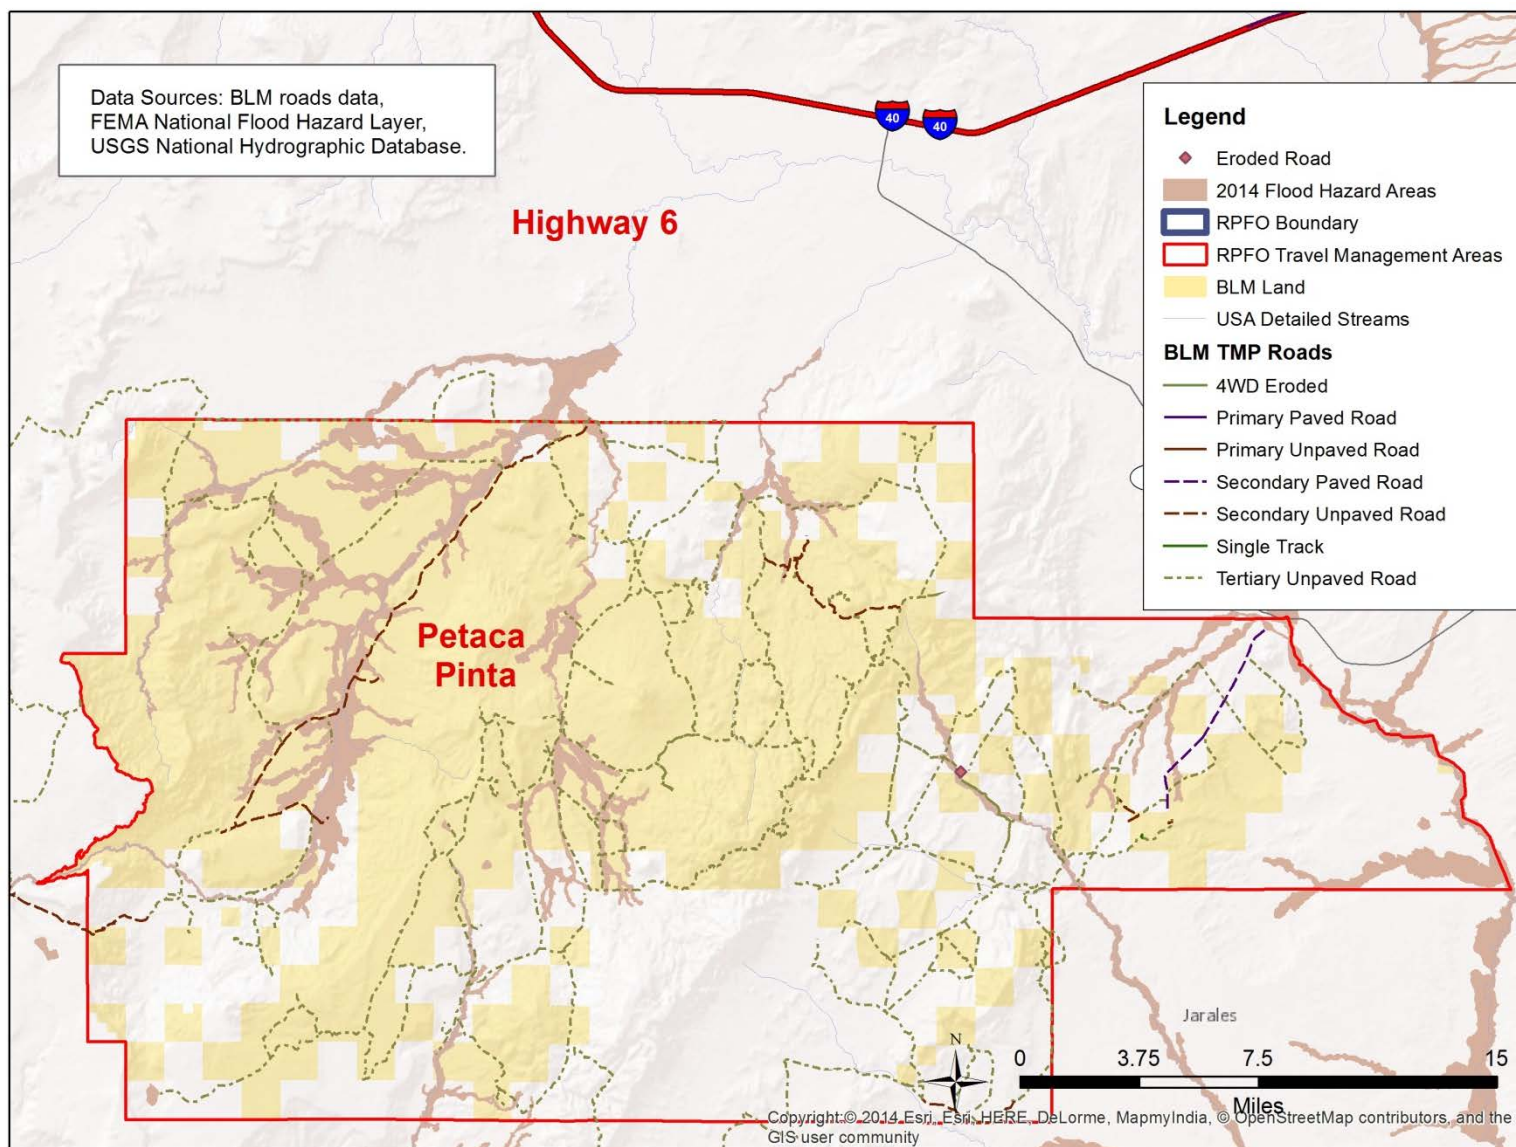 Data Sources: BLM roads data,
FEMA National Flood Hazard Layer,
USGS National Hydrographic Database.
40
40
Highway 6
Legend
Eroded Road
2014 Flood Hazard Areas
RPFO Boundary
RPFO Travel Management Areas
BLM Land
USA Detailed Streams
BLM TMP Roads
4WD Eroded
Primary Paved Road
Primary Unpaved Road
Secondary Paved Road
Secondary Unpaved Road
Single Track
Tertiary Unpaved Road
Petaca
Pinta
Jarales
N
0 3.75 7.5 15
Miles
Copyright:© 2014 Esri, Esri, HERE, DeLorme, MapmyIndia, © OpenStreetMap contributors, and the
GIS user community